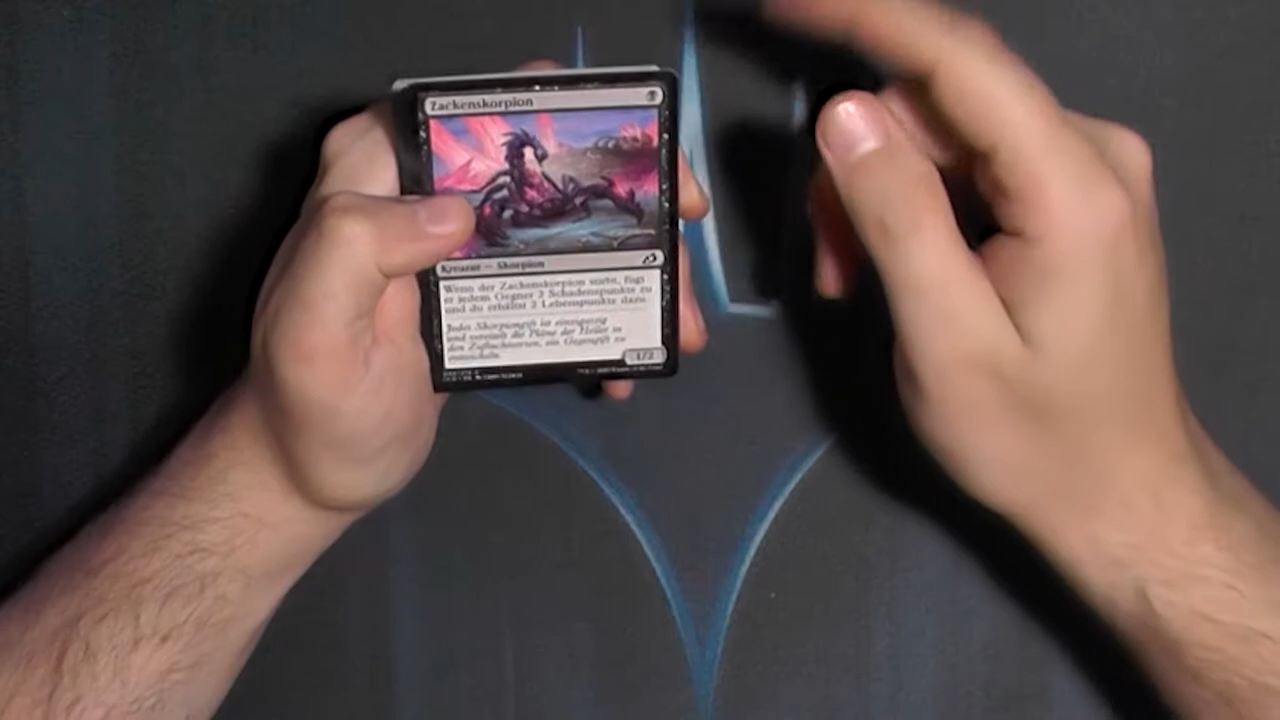 Zackenskorpion
Kreatur — Skorpion
Wenn der Zackenskorpion stirbt, fügt
er jedem Gegner 2 Schadenspunkte zu
und du erhältst 2 Lebenspunkte dazu.
Jedes Skorpiongift ist einzigartig
und vereitelt die Pläne der Heiler in
den Zufluchtsorten, ein Gegengift zu
entwickeln.
1/2